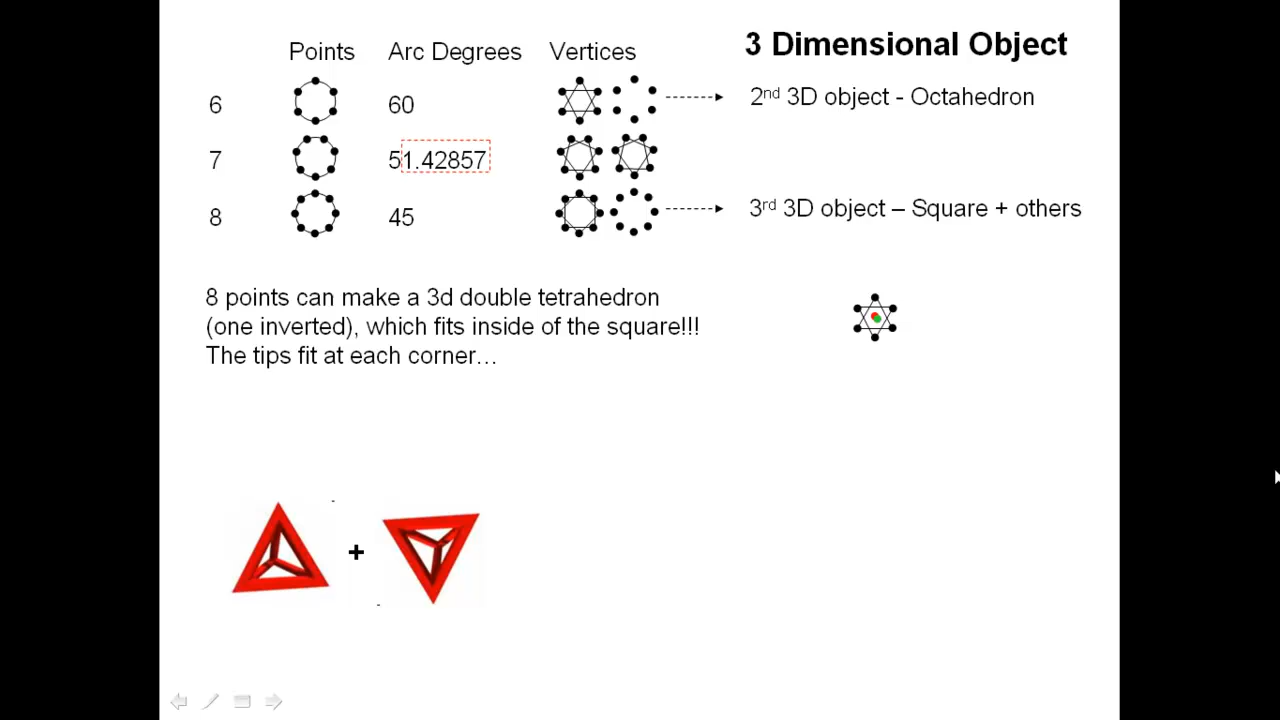 3 Dimensional Object
Points Arc Degrees Vertices
6 60 2nd 3D object - Octahedron
7 51.42857
8 45 3rd 3D object – Square + others
8 points can make a 3d double tetrahedron
(one inverted), which fits inside of the square!!!
The tips fit at each corner…
+